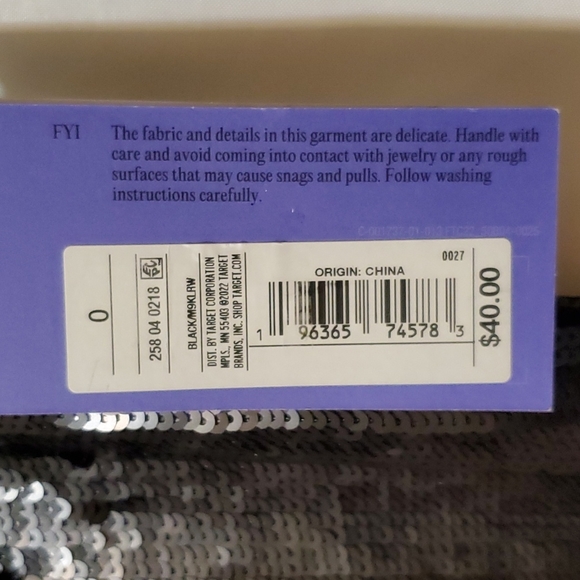 FYI
The fabric and details in this garment are delicate. Handle with
care and avoid coming into contact with jewelry or any rough
surfaces that may cause snags and pulls. Follow washing
instructions carefully.
0
258 04 0218
BLACK/M9KLRW
DIST. BY TARGET CORPORATION
MPLS., MN 55403 ©2022 TARGET
BRANDS, INC. SHOP TARGET.COM
0027
ORIGIN: CHINA
1 96365 74578 3
$40.00